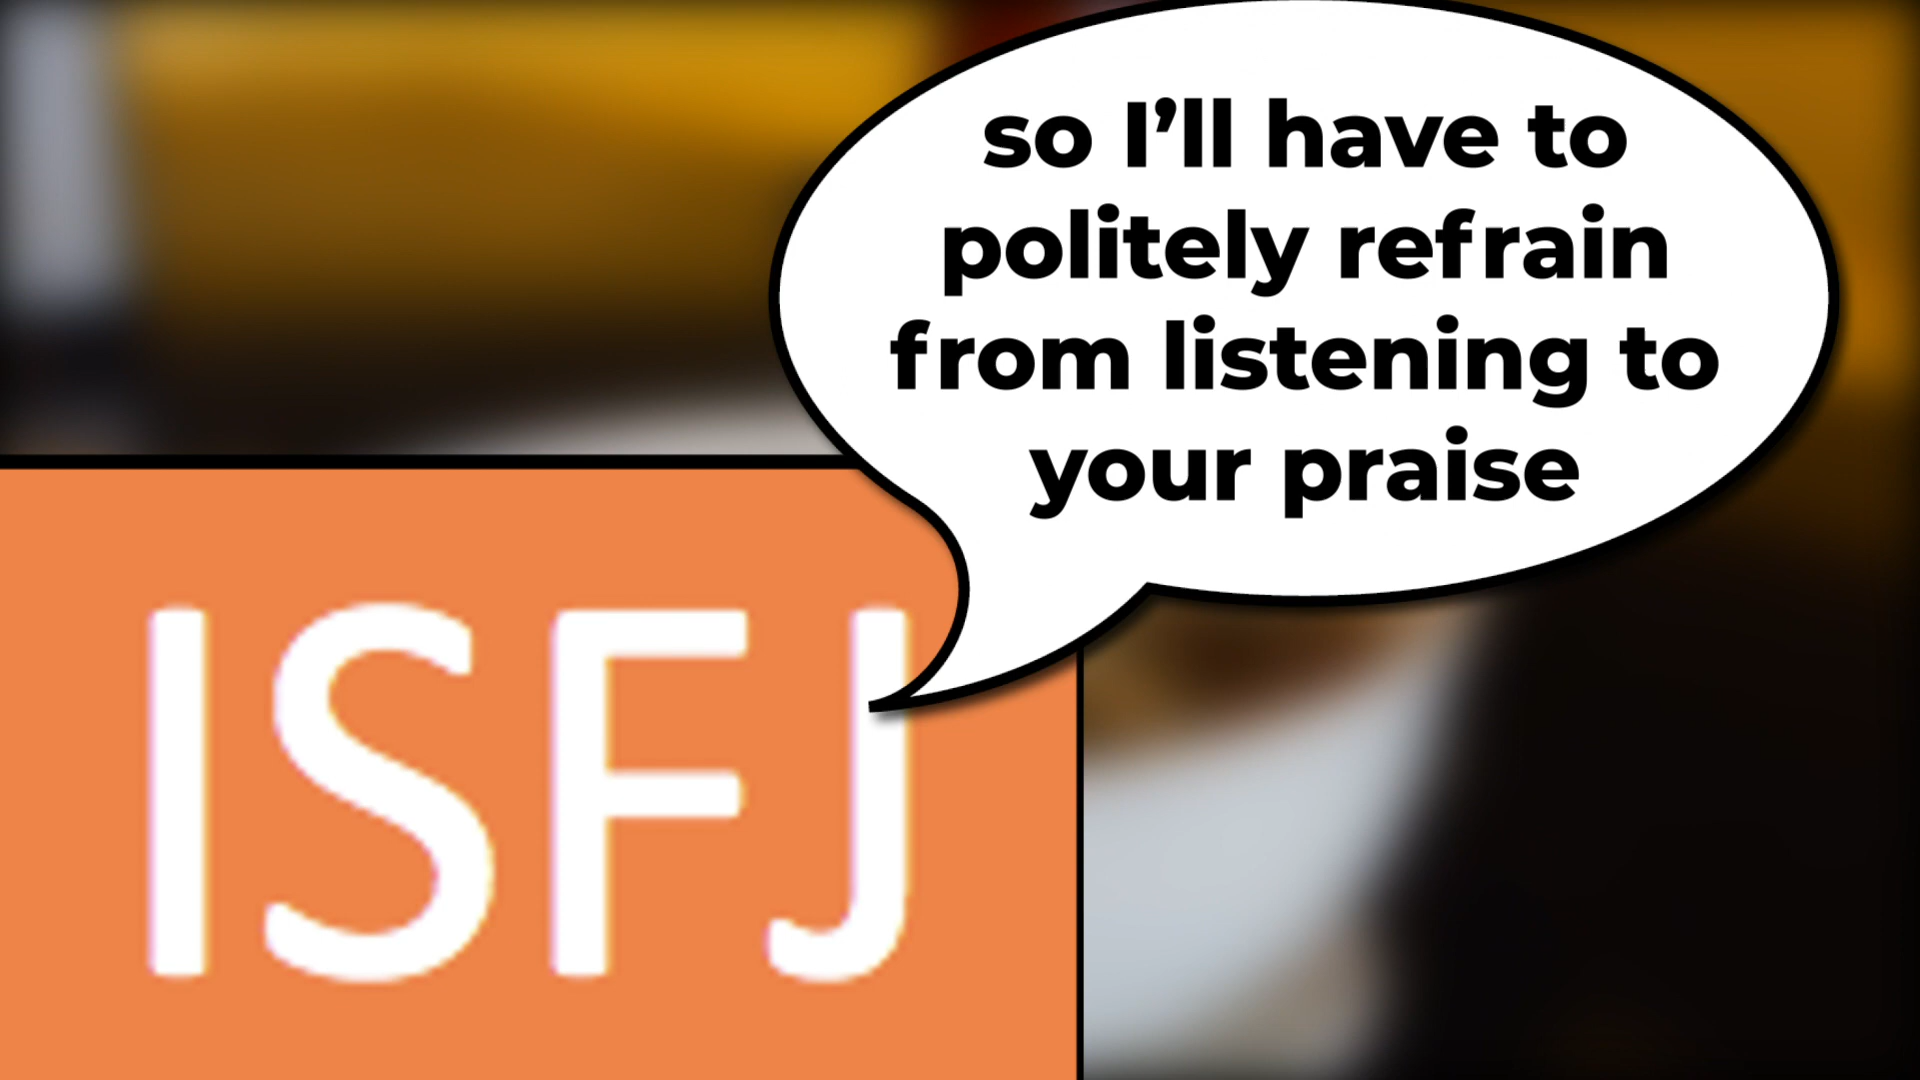 so I’ll have to
politely refrain
from listening to
your praise
ISFJ